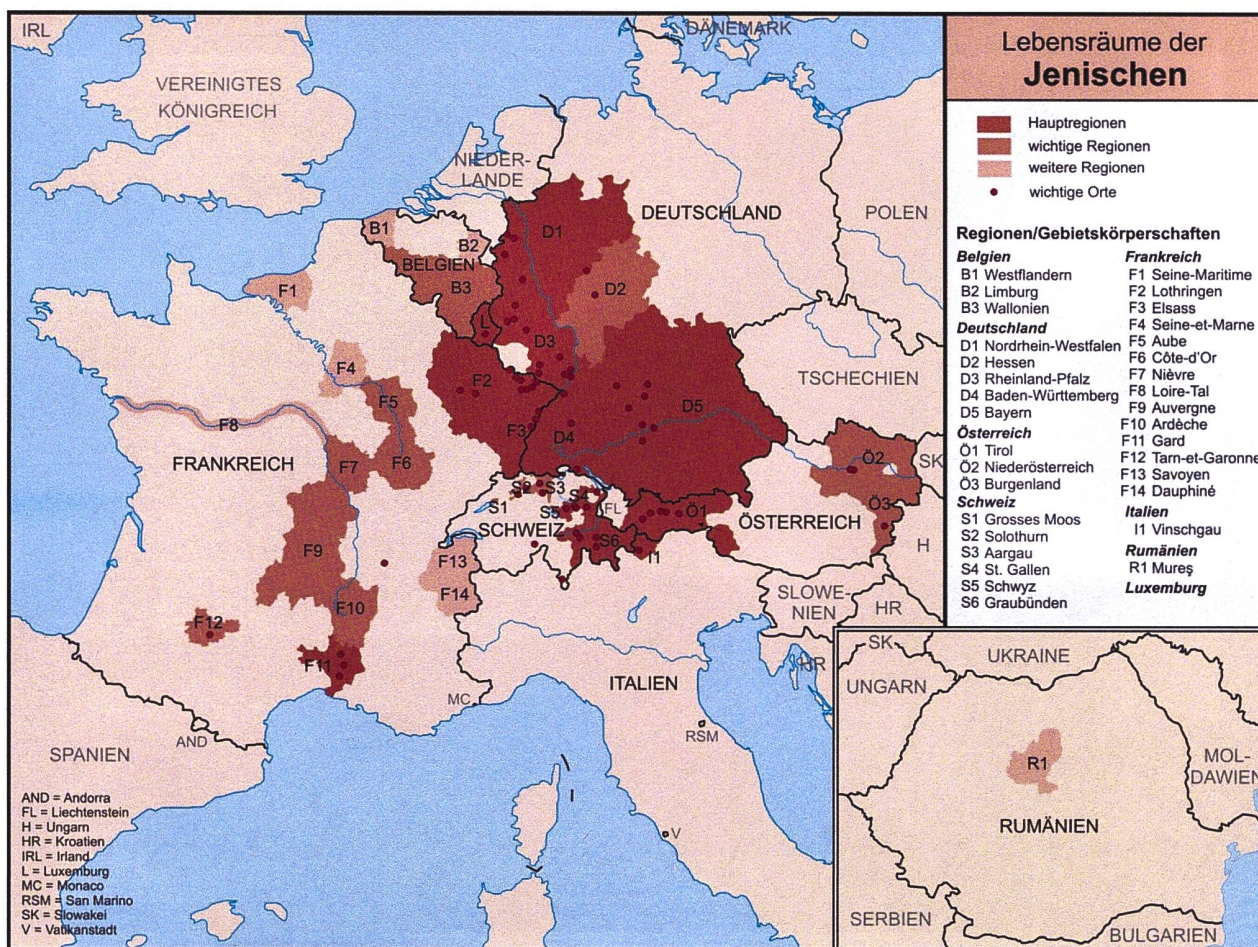 Lebensräume der
Jenischen
Hauptregionen
wichtige Regionen
weitere Regionen
wichtige Orte
Regionen/Gebietskörperschaften
Belgien
B1 Westflandern
B2 Limburg
B3 Wallonien
Deutschland
D1 Nordrhein-Westfalen
D2 Hessen
D3 Rheinland-Pfalz
D4 Baden-Württemberg
D5 Bayern
Österreich
Ö1 Tirol
Ö2 Niederösterreich
Ö3 Burgenland
Schweiz
S1 Grosses Moos
S2 Solothurn
S3 Aargau
S4 St. Gallen
S5 Schwyz
S6 Graubünden
Frankreich
F1 Seine-Maritime
F2 Lothringen
F3 Elsass
F4 Seine-et-Marne
F5 Aube
F6 Côte-d'Or
F7 Nièvre
F8 Loire-Tal
F9 Auvergne
F10 Ardèche
F11 Gard
F12 Tarn-et-Garonne
F13 Savoyen
F14 Dauphiné
Italien
I1 Vinschgau
Rumänien
R1 Mureş
Luxemburg
IRL
VEREINIGTES
KÖNIGREICH
DÄNEMARK
NIEDER-
LANDE
DEUTSCHLAND
POLEN
B1
B2
BELGIEN
B3
D1
D2
L
D3
F1
F2
F3
F4
F5
F6
F7
F8
D4
D5
TSCHECHIEN
FRANKREICH
Ö2
SK
Ö3
S1
S2
S3
S4
S5
FL
SCHWEIZ
S6
Ö1
ÖSTERREICH
I1
H
F9
F13
F14
F10
F12
F11
SLOWE-
NIEN
HR
HR
ITALIEN
MC
RSM
AND
SPANIEN
V
AND = Andorra
FL = Liechtenstein
H = Ungarn
HR = Kroatien
IRL = Irland
L = Luxemburg
MC = Monaco
RSM = San Marino
SK = Slowakei
V = Vatikanstadt
SK
UKRAINE
UNGARN
R1
MOL-
DAWIEN
RUMÄNIEN
SERBIEN
BULGARIEN